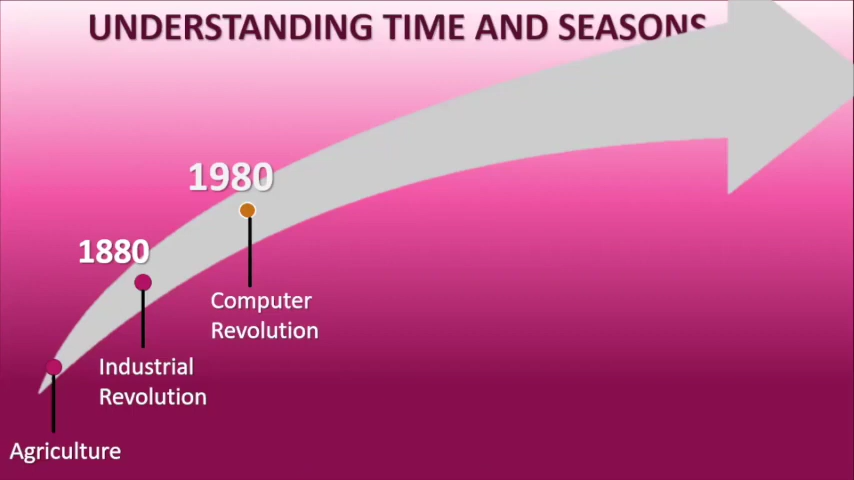 UNDERSTANDING TIME AND SEASONS
1980
1880
Computer
Revolution
Industrial
Revolution
Agriculture